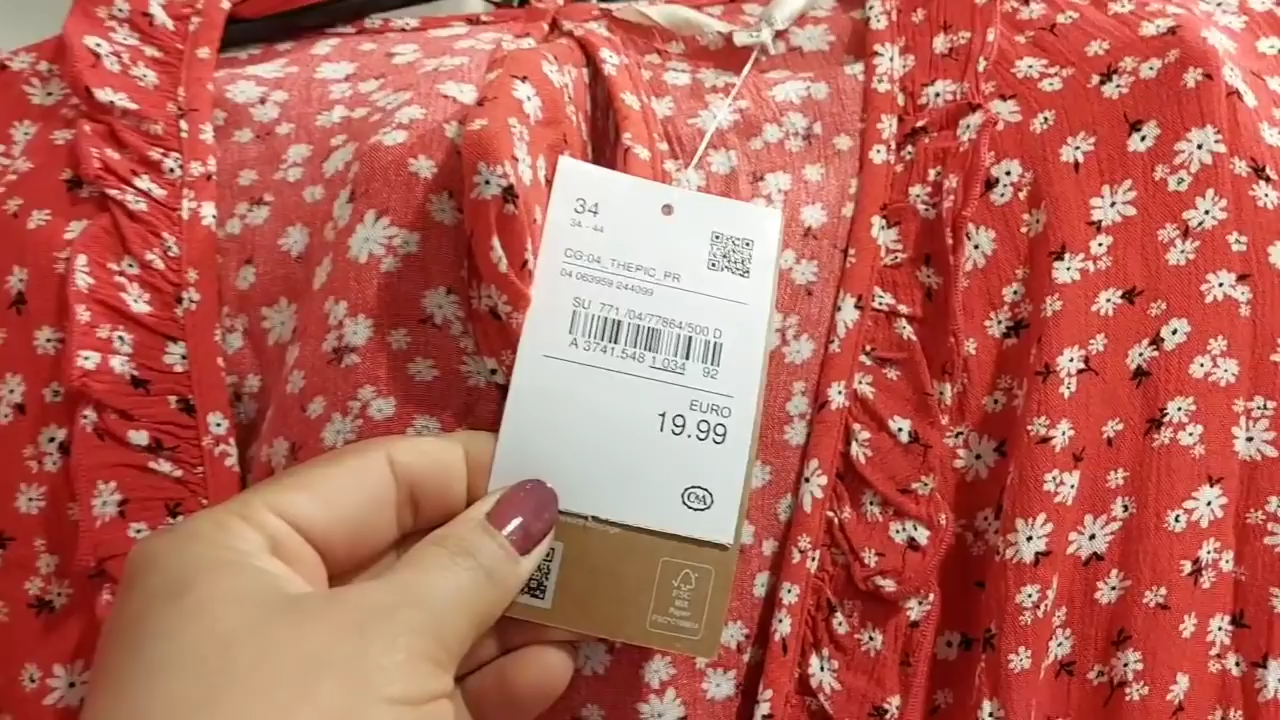 34
34 - 44
CG:04_THEPIC_PR
04 063959 244099
SU 771 /04/77864/500 D
A 3741.548 1 034 92
EURO
19.99
C&A
FSC
MIX
Paper